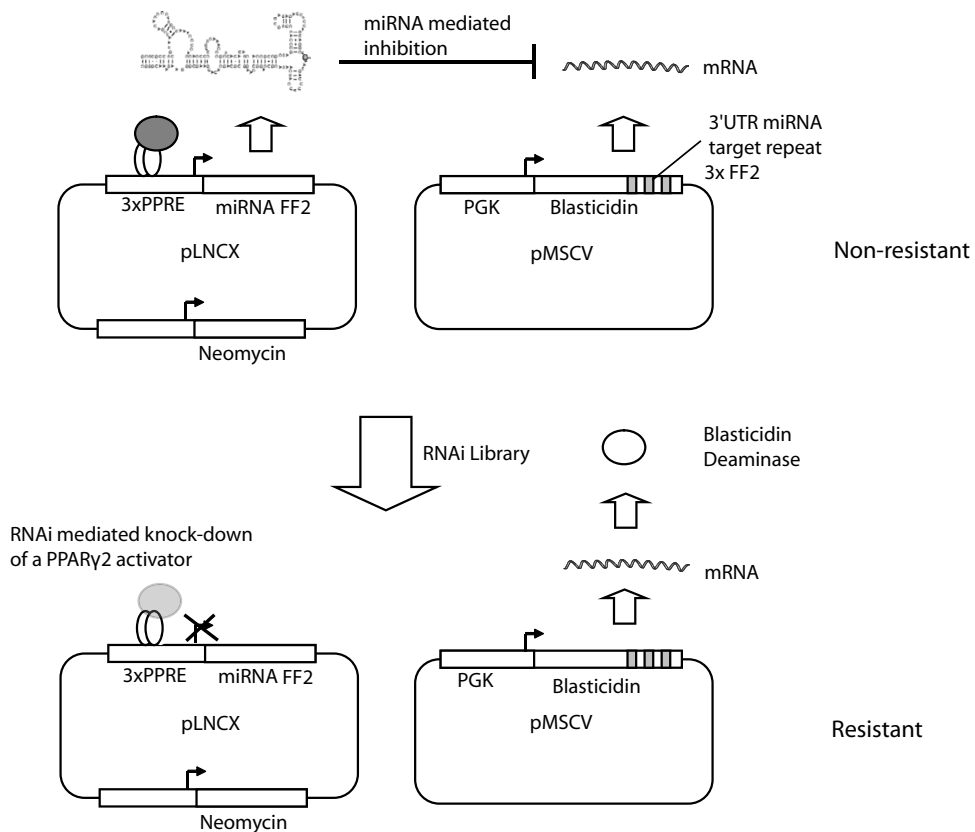 miRNA mediated
inhibition
mRNA
3'UTR miRNA
target repeat
3x FF2
3xPPRE
miRNA FF2
PGK
Blasticidin
pLNCX
pMSCV
Non-resistant
Neomycin
RNAi Library
Blasticidin
Deaminase
RNAi mediated knock-down
of a PPARγ2 activator
mRNA
3xPPRE
miRNA FF2
PGK
Blasticidin
pLNCX
pMSCV
Resistant
Neomycin